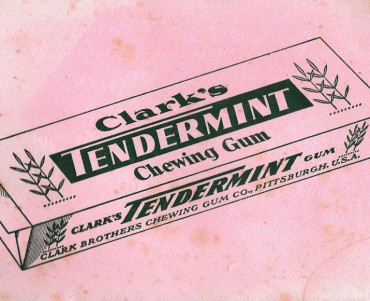 Clark's
TENDERMINT
Chewing Gum
CLARK'S TENDERMINT GUM
CLARK BROTHERS CHEWING GUM CO., PITTSBURGH, U.S.A.